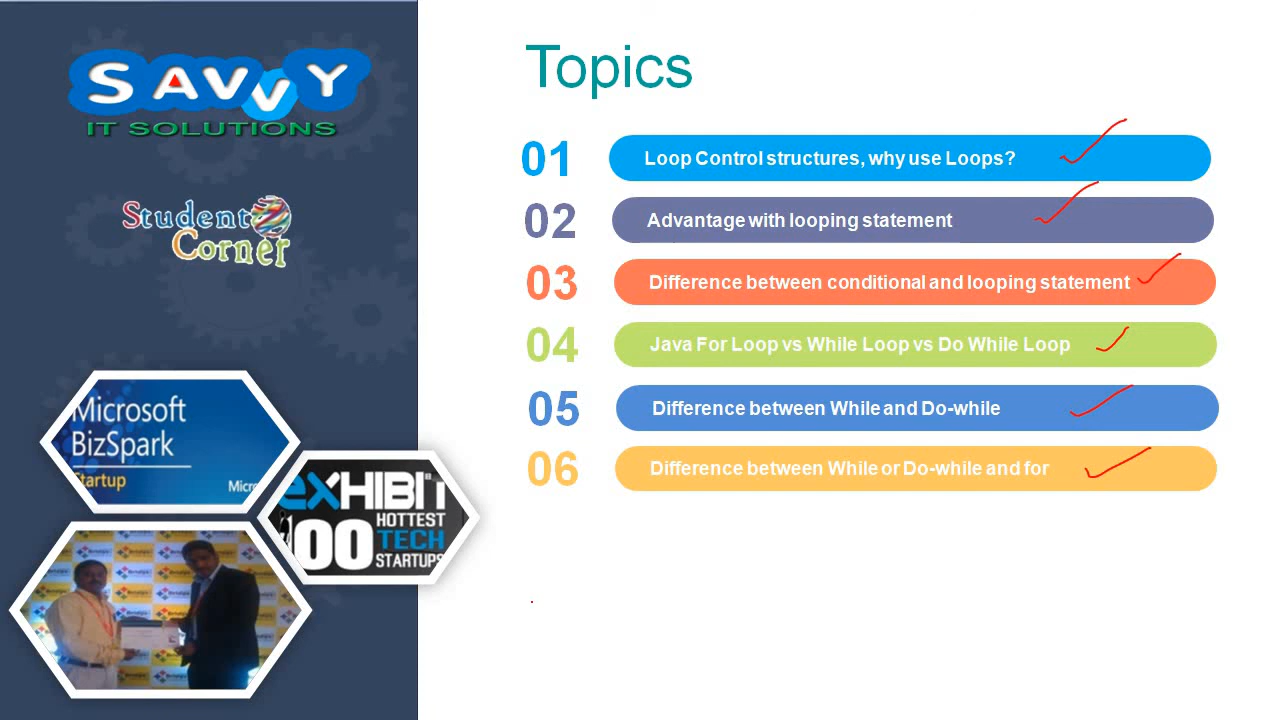 SAVVY
IT SOLUTIONS
Student
Corner
Microsoft
BizSpark
Startup
Micro
EXHIBIT
100
HOTTEST
TECH
STARTUPS
Topics
01 Loop Control structures, why use Loops?
02 Advantage with looping statement
03 Difference between conditional and looping statement
04 Java For Loop vs While Loop vs Do While Loop
05 Difference between While and Do-while
06 Difference between While or Do-while and for
.